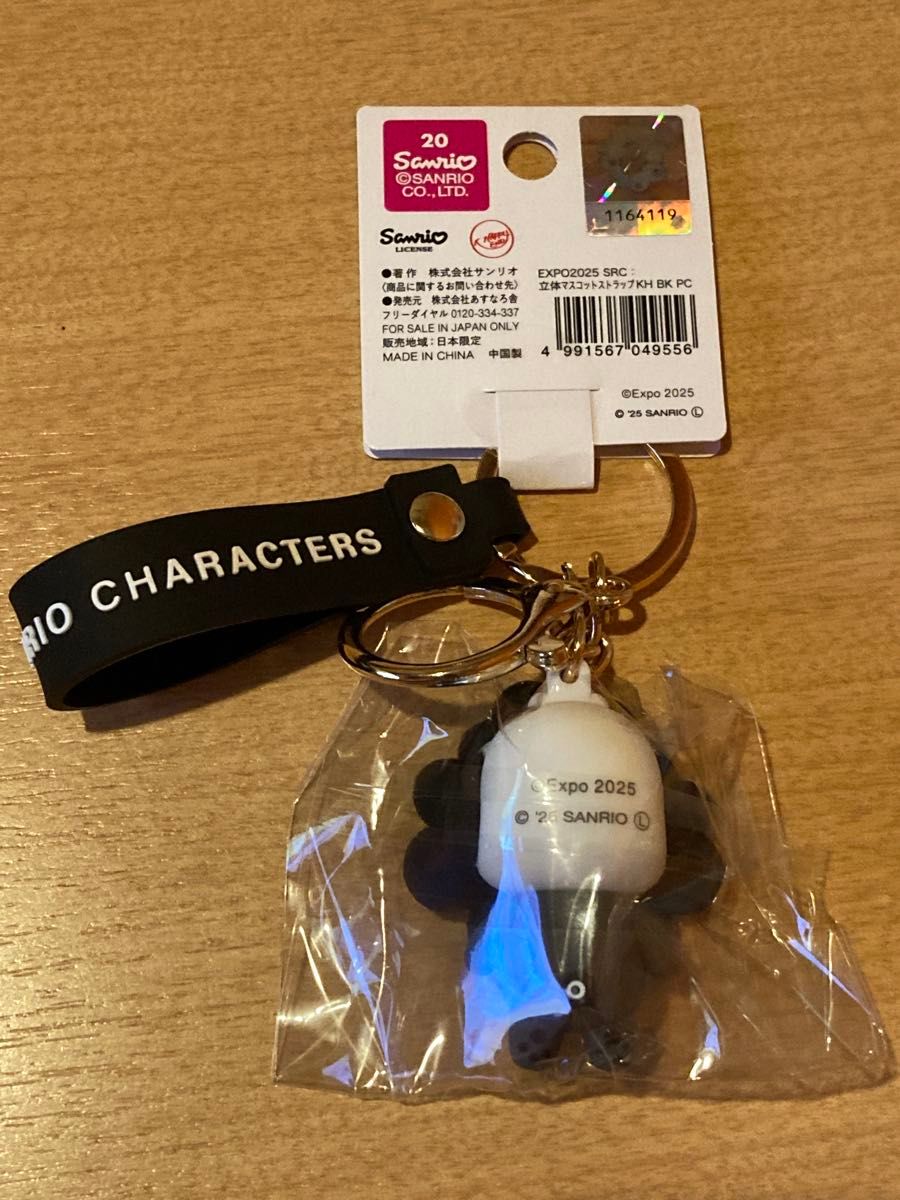 20
Sanrio
©SANRIO
CO.,LTD.
1164119
Sanrio
LICENSE
●著作 株式会社サンリオ
〈商品に関するお問い合わせ先〉
●発売元 株式会社あすなろ舎
フリーダイヤル 0120-334-337
FOR SALE IN JAPAN ONLY
販売地域：日本限定
MADE IN CHINA 中国製
EXPO2025 SRC：
立体マスコットストラップKH BK PC
4 991567 049556
©Expo 2025
© '25 SANRIO Ⓛ
RIO CHARACTERS
©Expo 2025
© '25 SANRIO Ⓛ